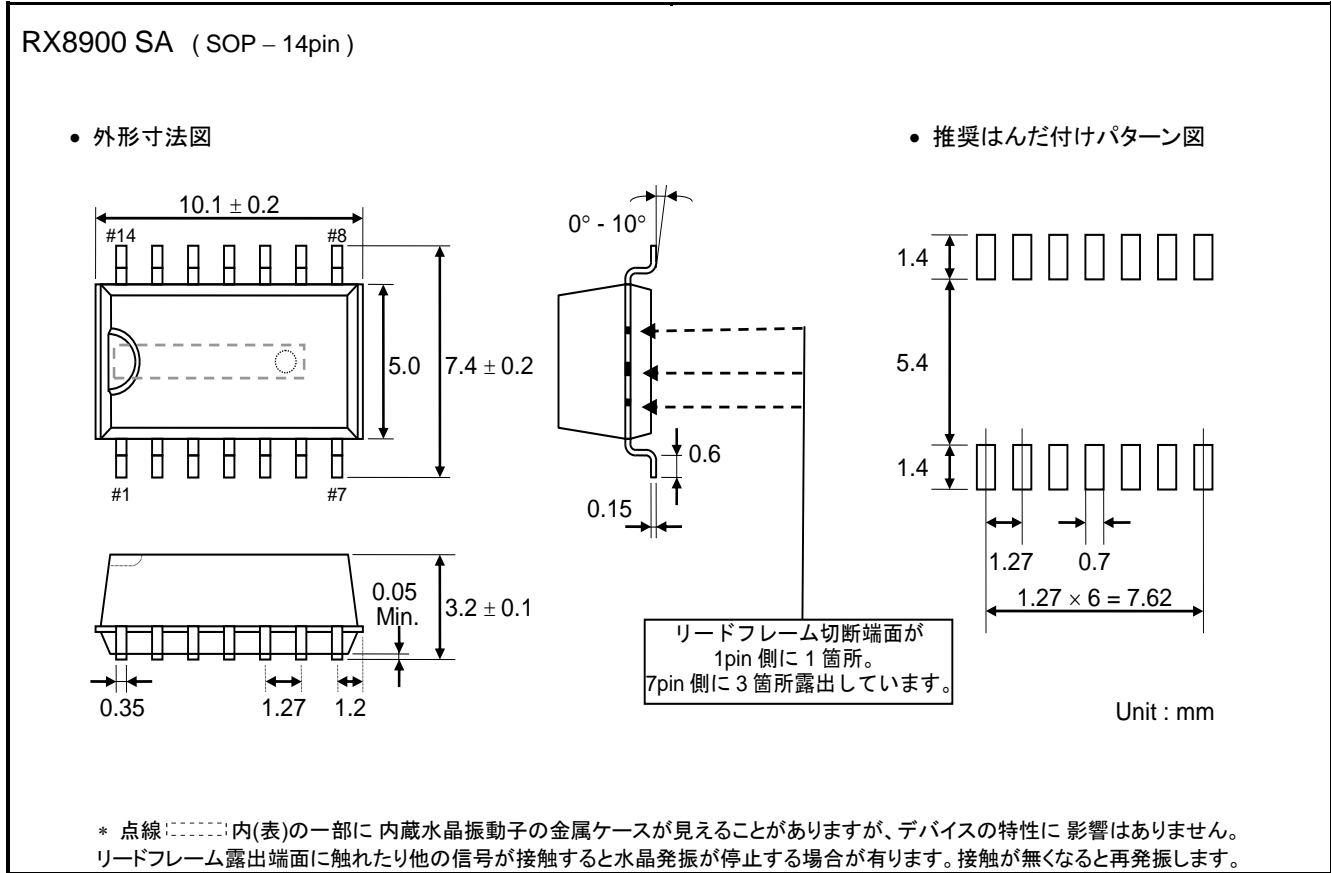 RX8900 SA ( SOP – 14pin )
• 外形寸法図
• 推奨はんだ付けパターン図
10.1 ± 0.2
#14
#8
5.0
7.4 ± 0.2
#1
#7
0° - 10°
0.6
0.15
1.4
5.4
1.4
1.27
0.7
1.27 × 6 = 7.62
0.05
Min.
3.2 ± 0.1
0.35
1.27
1.2
リードフレーム切断端面が
1pin 側に 1 箇所。
7pin 側に 3 箇所露出しています。
Unit : mm
* 点線 内(表)の一部に 内蔵水晶振動子の金属ケースが見えることがありますが、デバイスの特性に 影響はありません。
リードフレーム露出端面に触れたり他の信号が接触すると水晶発振が停止する場合が有ります。接触が無くなると再発振します。